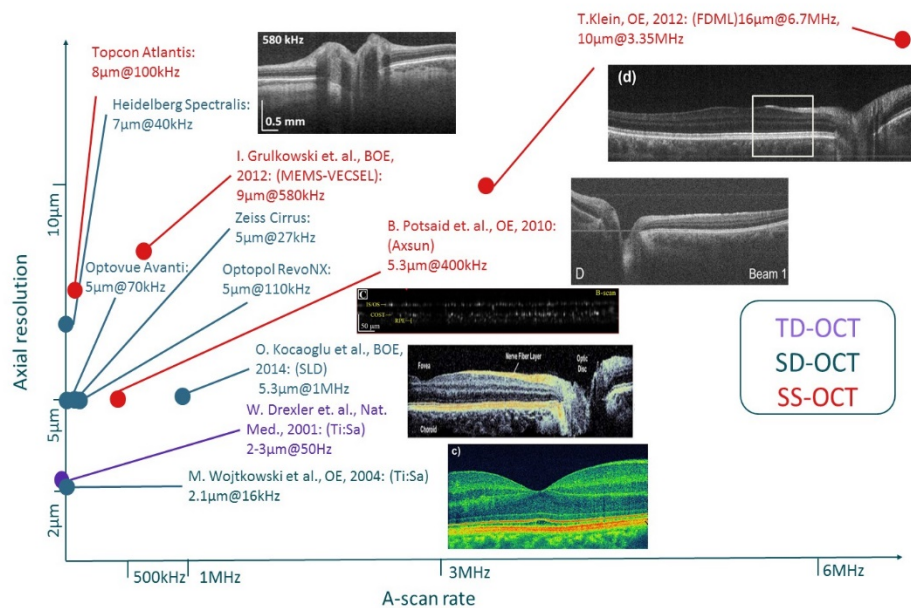 T.Klein, OE, 2012: (FDML)16µm@6.7MHz,
10µm@3.35MHz
580 kHz
0.5 mm
(d)
Topcon Atlantis:
8µm@100kHz
Heidelberg Spectralis:
7µm@40kHz
I. Grulkowski et. al., BOE,
2012: (MEMS-VECSEL):
9µm@580kHz
Zeiss Cirrus:
5µm@27kHz
B. Potsaid et. al., OE, 2010:
(Axsun)
5.3µm@400kHz
D
Beam 1
Optovue Avanti:
5µm@70kHz
Optopol RevoNX:
5µm@110kHz
C
B-scan
IS/OS→
COST→
50 µm
O. Kocaoglu et al., BOE,
2014: (SLD)
5.3µm@1MHz
Fovea
Nerve Fiber Layer
Optic
Disc
Choroid
W. Drexler et. al., Nat.
Med., 2001: (Ti:Sa)
2-3µm@50Hz
c)
M. Wojtkowski et al., OE, 2004: (Ti:Sa)
2.1µm@16kHz
TD-OCT
SD-OCT
SS-OCT
Axial resolution
10µm
5µm
2µm
500kHz
1MHz
3MHz
6MHz
A-scan rate